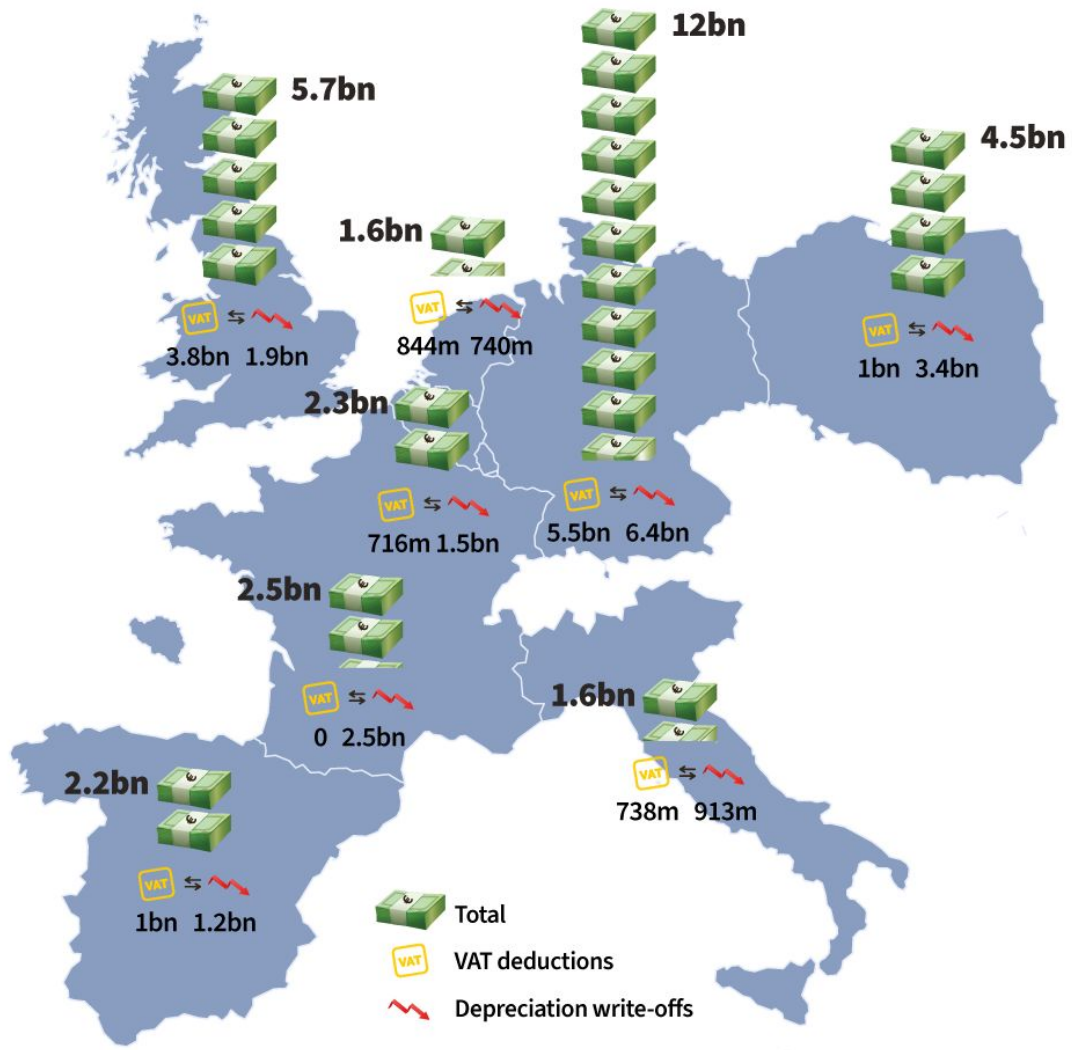 12bn
5.7bn
4.5bn
1.6bn
VAT
3.8bn 1.9bn
VAT
844m 740m
VAT
1bn 3.4bn
2.3bn
VAT
716m 1.5bn
VAT
5.5bn 6.4bn
2.5bn
VAT
0 2.5bn
1.6bn
VAT
738m 913m
2.2bn
VAT
1bn 1.2bn
Total
VAT VAT deductions
Depreciation write-offs